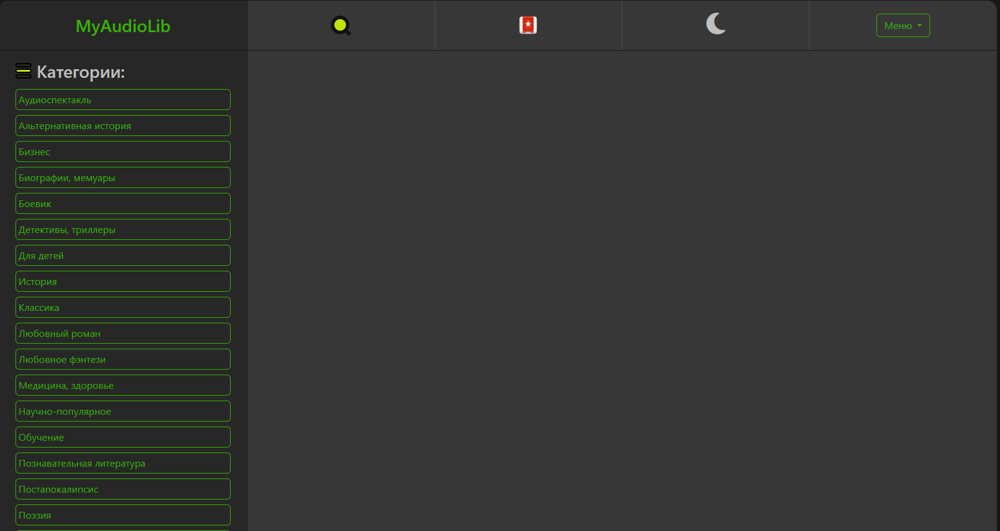 MyAudioLib
Меню
Категории:
Аудиоспектакль
Альтернативная история
Бизнес
Биографии, мемуары
Боевик
Детективы, триллеры
Для детей
История
Классика
Любовный роман
Любовное фэнтези
Медицина, здоровье
Научно-популярное
Обучение
Познавательная литература
Постапокалипсис
Поэзия